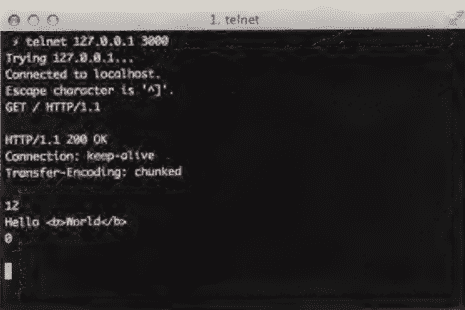 1. telnet
⚡ telnet 127.0.0.1 3000
Trying 127.0.0.1...
Connected to localhost.
Escape character is '^]'.
GET / HTTP/1.1

HTTP/1.1 200 OK
Connection: keep-alive
Transfer-Encoding: chunked

12
Hello <b>World</b>
0